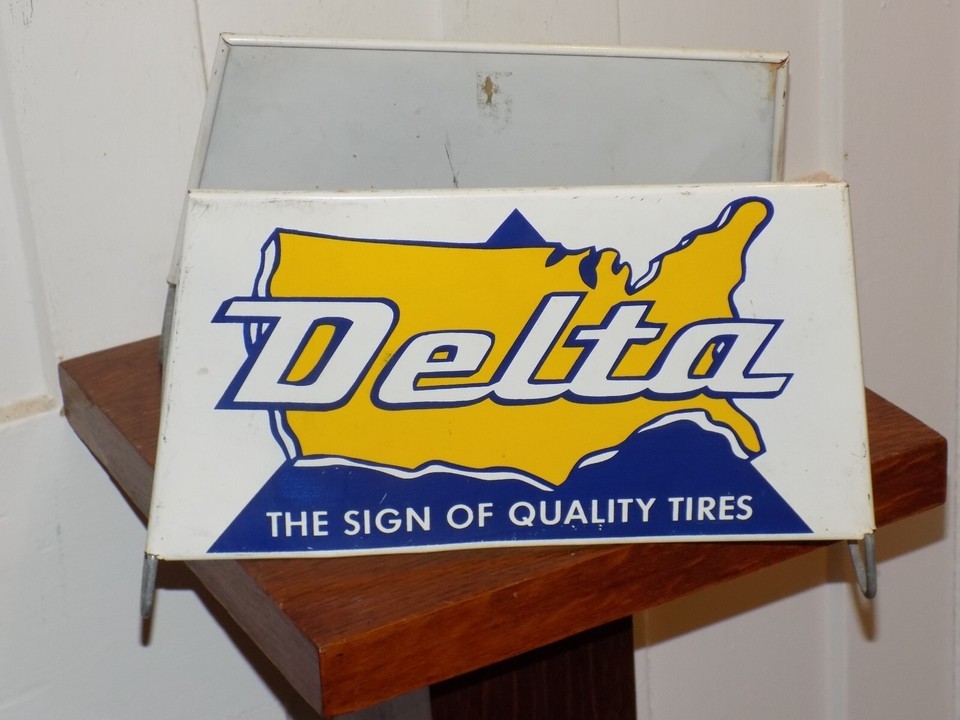 Delta
THE SIGN OF QUALITY TIRES